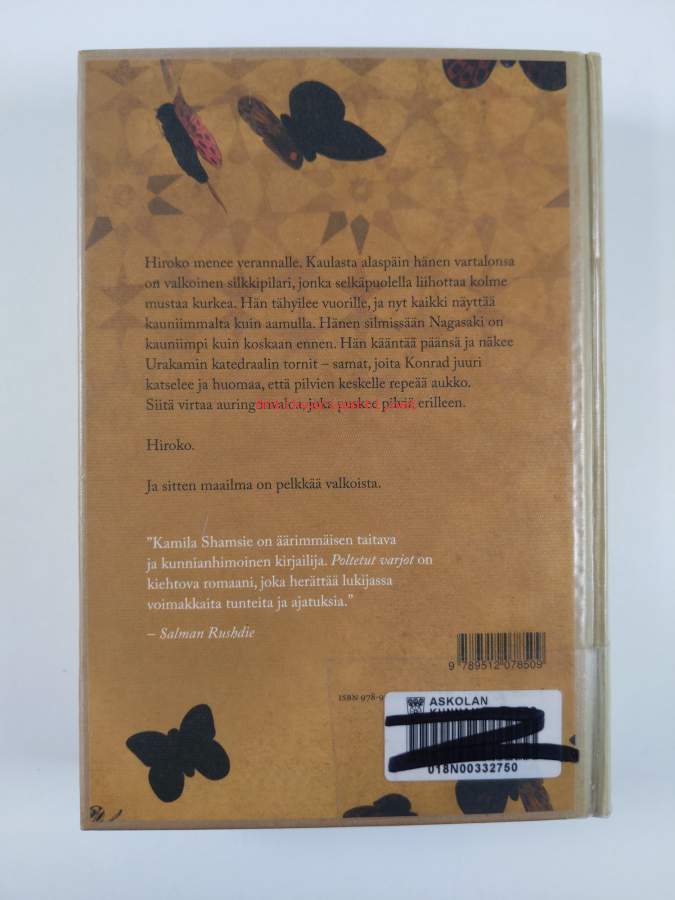 Hiroko menee verannalle. Kaulasta alaspäin hänen vartalonsa
on valkoinen silkkipilari, jonka selkäpuolella liihottaa kolme
mustaa kurkea. Hän tähyilee vuorille, ja nyt kaikki näyttää
kauniimmalta kuin aamulla. Hänen silmissään Nagasaki on
kauniimpi kuin koskaan ennen. Hän kääntää päänsä ja näkee
Urakamin katedraalin tornit – samat, joita Konrad juuri
katselee ja huomaa, että pilvien keskelle repeää aukko.
Siitä virtaa auringonvaloa, joka puskee pilviä erilleen.
Hiroko.
Ja sitten maailma on pelkkää valkoista.
”Kamila Shamsie on äärimmäisen taitava
ja kunnianhimoinen kirjailija. Poltetut varjot on
kiehtova romaani, joka herättää lukijassa
voimakkaita tunteita ja ajatuksia.”
– Salman Rushdie
9 789512 078509
ISBN 978-9
ASKOLAN
018N00332750